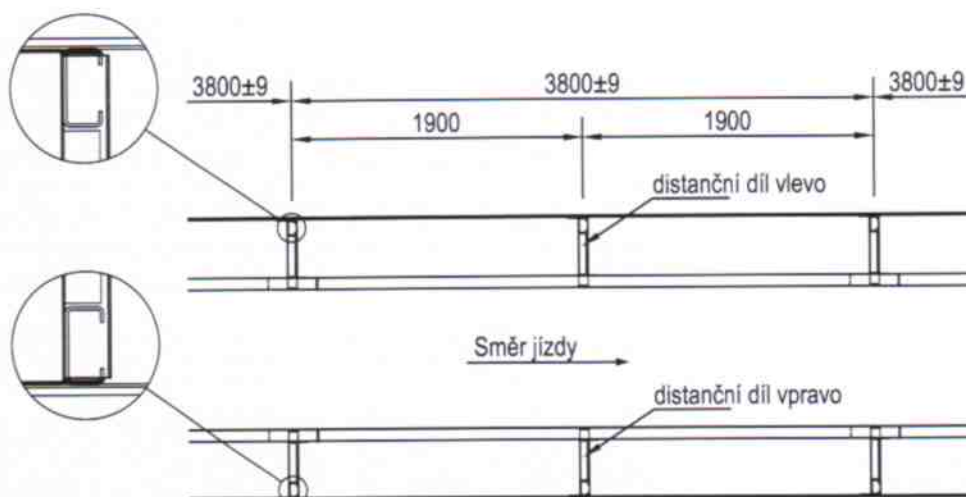 3800±9
3800±9
3800±9
1900
1900
distanční díl vlevo
Směr jízdy
distanční díl vpravo